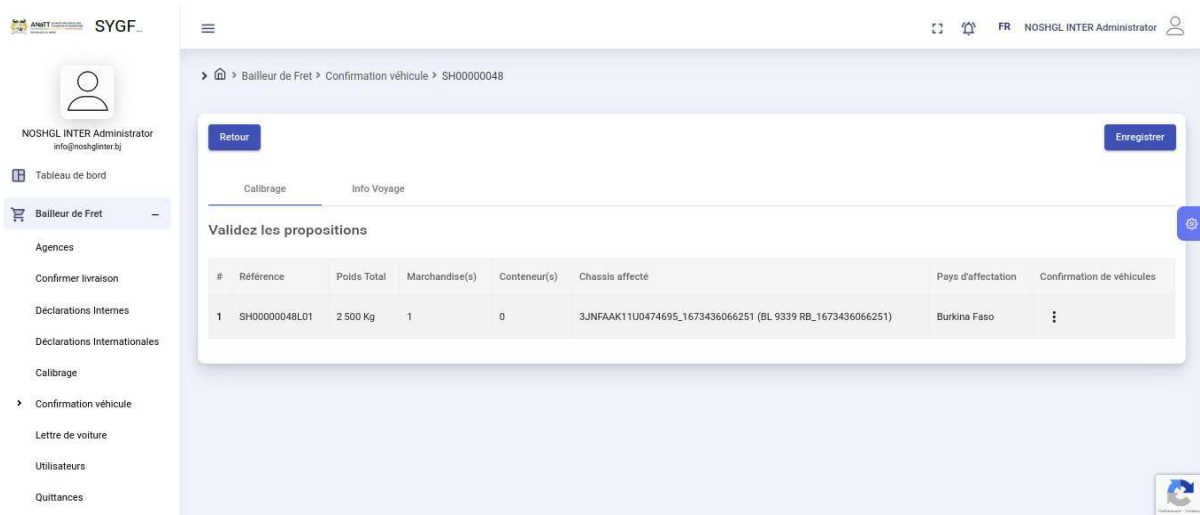 ANaTT
SYGF...
FR
NOSHGL INTER Administrator
NOSHGL INTER Administrator
info@noshglinter.bj
Tableau de bord
Bailleur de Fret
Agences
Confirmer livraison
Déclarations Internes
Déclarations Internationales
Calibrage
Confirmation véhicule
Lettre de voiture
Utilisateurs
Quittances
> Bailleur de Fret > Confirmation véhicule > SH00000048
Retour
Enregistrer
Calibrage Info Voyage
Validez les propositions
# Référence Poids Total Marchandise(s) Conteneur(s) Chassis affecté Pays d'affectation Confirmation de véhicules
1 SH00000048L01 2 500 Kg 1 0 3JNFAAK11U0474695_1673436066251 (BL 9339 RB_1673436066251) Burkina Faso